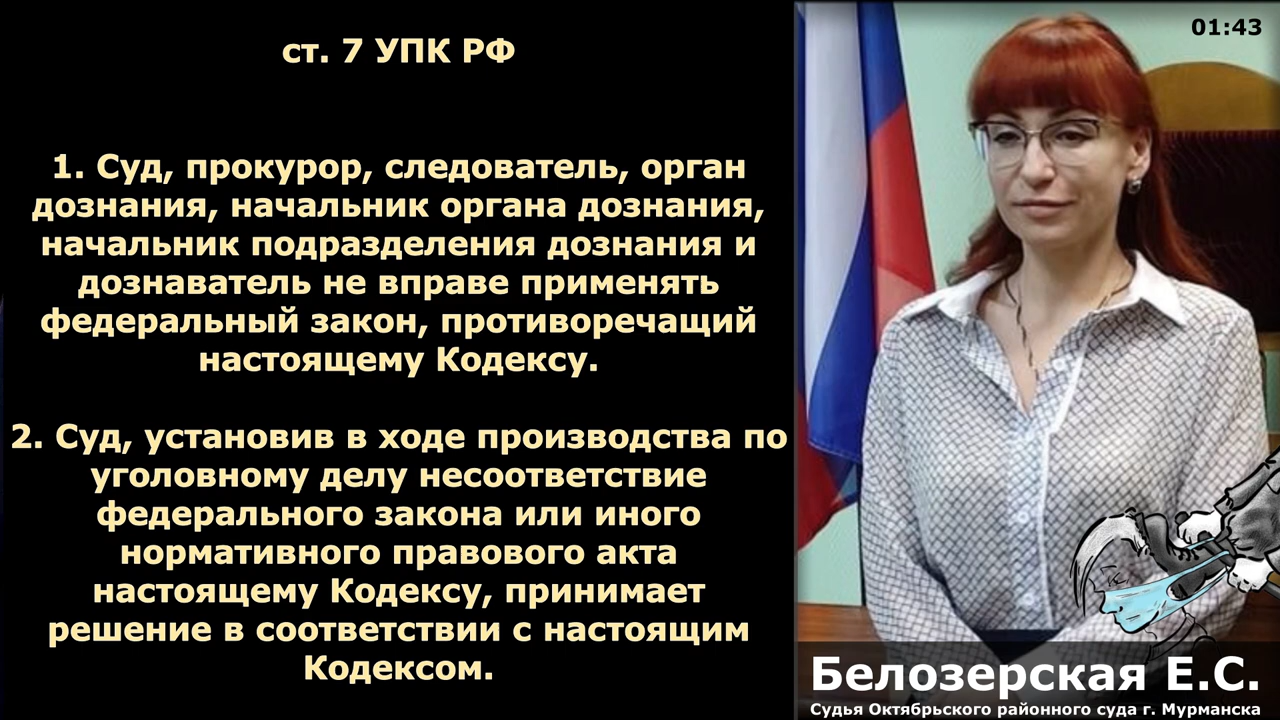 ст. 7 УПК РФ
1. Суд, прокурор, следователь, орган
дознания, начальник органа дознания,
начальник подразделения дознания и
дознаватель не вправе применять
федеральный закон, противоречащий
настоящему Кодексу.
2. Суд, установив в ходе производства по
уголовному делу несоответствие
федерального закона или иного
нормативного правового акта
настоящему Кодексу, принимает
решение в соответствии с настоящим
Кодексом.
01:43
Белозерская Е.С.
Судья Октябрьского районного суда г. Мурманска